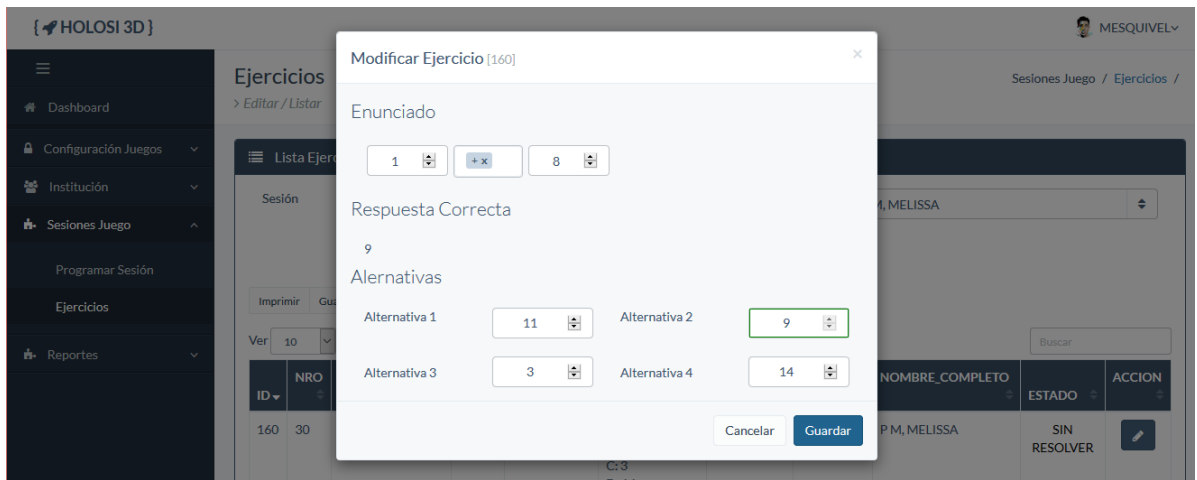 { HOLOSI 3D }
MESQUIVEL
Dashboard
Configuración Juegos
Institución
Sesiones Juego
Programar Sesión
Ejercicios
Reportes
Ejercicios
> Editar / Listar
Sesiones Juego / Ejercicios /
Lista Ejer
Sesión
M, MELISSA
Imprimir Gua
Ver 10
Buscar
ID NRO NOMBRE_COMPLETO ESTADO ACCION
160 30 P M, MELISSA SIN RESOLVER
C: 3
Modificar Ejercicio [160] ×
Enunciado
1 + x 8
Respuesta Correcta
9
Alernativas
Alternativa 1 11 Alternativa 2 9
Alternativa 3 3 Alternativa 4 14
Cancelar Guardar